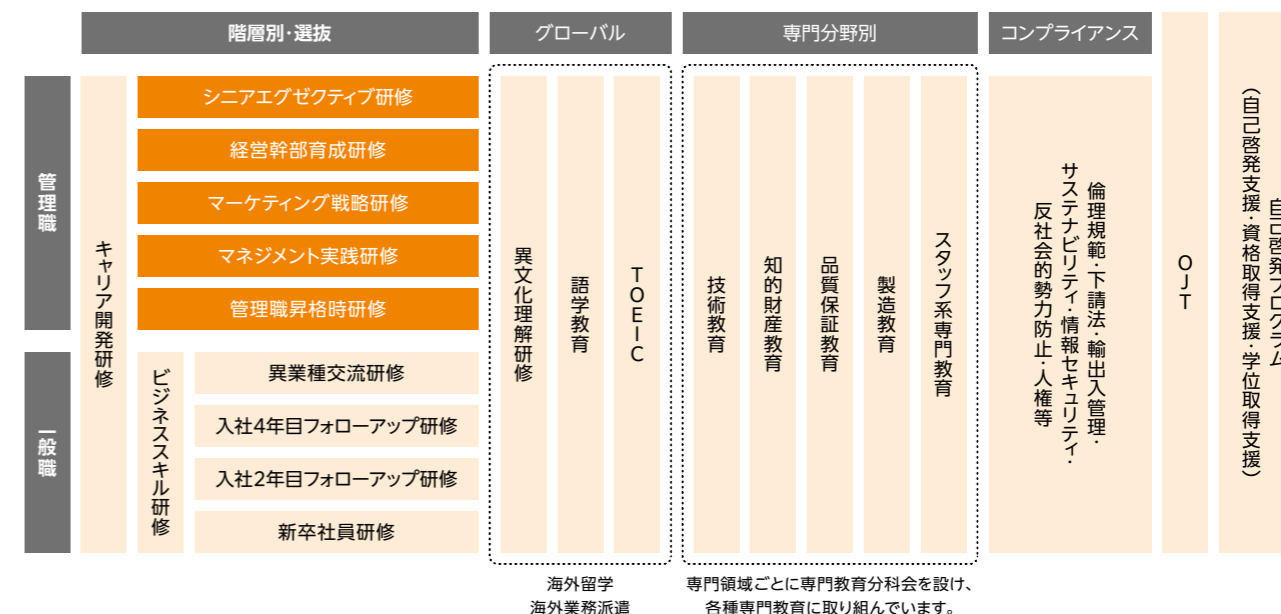 階層別・選抜
グローバル
専門分野別
コンプライアンス
管理職
一般職
キャリア開発研修
シニアエグゼクティブ研修
経営幹部育成研修
マーケティング戦略研修
マネジメント実践研修
管理職昇格時研修
ビジネススキル研修
異業種交流研修
入社4年目フォローアップ研修
入社2年目フォローアップ研修
新卒社員研修
異文化理解研修
語学教育
TOEIC
海外留学
海外業務派遣
技術教育
知的財産教育
品質保証教育
製造教育
スタッフ系専門教育
専門領域ごとに専門教育分科会を設け、
各種専門教育に取り組んでいます。
倫理規範・下請法・輸出入管理・
サステナビリティ・情報セキュリティ・
反社会的勢力防止・人権等
OJT
自己啓発プログラム
（自己啓発支援・資格取得支援・学位取得支援）